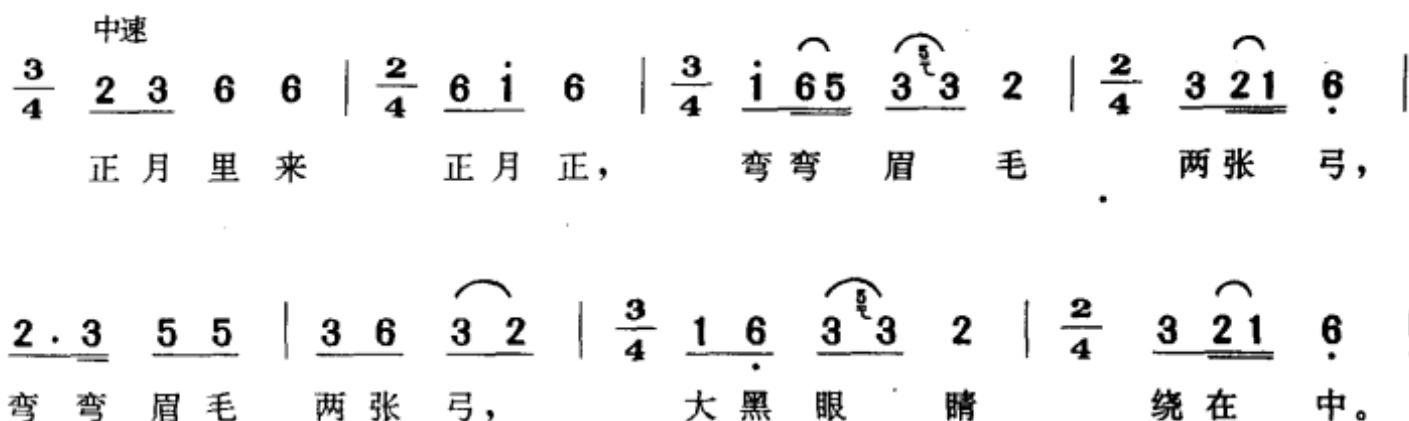 中速
3/4 2 3 6 6 | 2/4 6 i 6 | 3/4 i 65 3 5 3 2 | 2/4 3 21 6 |
正月里来 正月正, 弯弯眉毛 两张弓,
2 . 3 5 5 | 3 6 3 2 | 3/4 1 6 3 5 3 2 | 2/4 3 21 6 |
弯弯眉毛 两张弓, 大黑眼睛 绕在中。